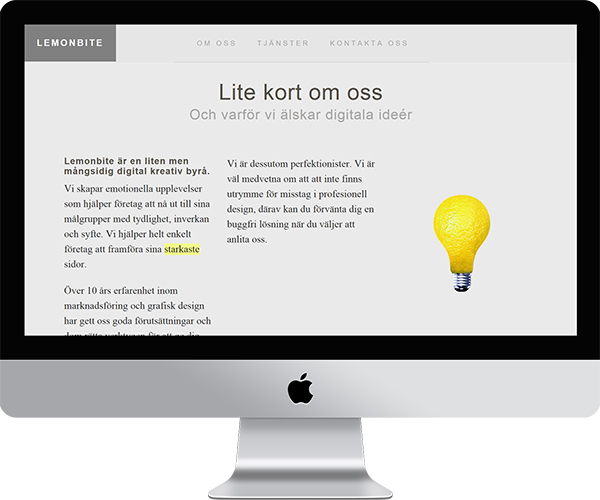 LEMONBITE
OM OSS TJÄNSTER KONTAKTA OSS
Lite kort om oss
Och varför vi älskar digitala ideér
Lemonbite är en liten men
mångsidig digital kreativ byrå.
Vi skapar emotionella upplevelser
som hjälper företag att nå ut till sina
målgrupper med tydlighet, inverkan
och syfte. Vi hjälper helt enkelt
företag att framföra sina starkaste
sidor.
Över 10 års erfarenhet inom
marknadsföring och grafisk design
har gett oss goda förutsättningar och
Vi är dessutom perfektionister. Vi är
väl medvetna om att att inte finns
utrymme för misstag i profesionell
design, därav kan du förvänta dig en
buggfri lösning när du väljer att
anlita oss.